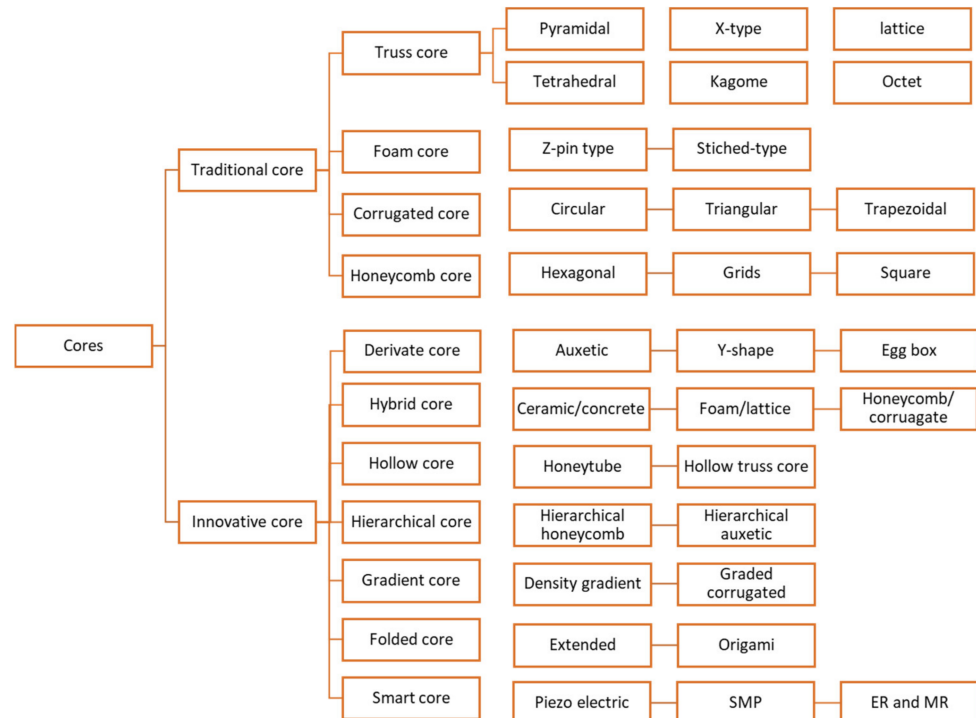 Pyramidal
X-type
lattice
Truss core
Tetrahedral
Kagome
Octet
Foam core
Z-pin type
Stiched-type
Traditional core
Corrugated core
Circular
Triangular
Trapezoidal
Honeycomb core
Hexagonal
Grids
Square
Cores
Derivate core
Auxetic
Y-shape
Egg box
Hybrid core
Ceramic/concrete
Foam/lattice
Honeycomb/
corruagate
Hollow core
Honeytube
Hollow truss core
Innovative core
Hierarchical core
Hierarchical
honeycomb
Hierarchical
auxetic
Gradient core
Density gradient
Graded
corrugated
Folded core
Extended
Origami
Smart core
Piezo electric
SMP
ER and MR